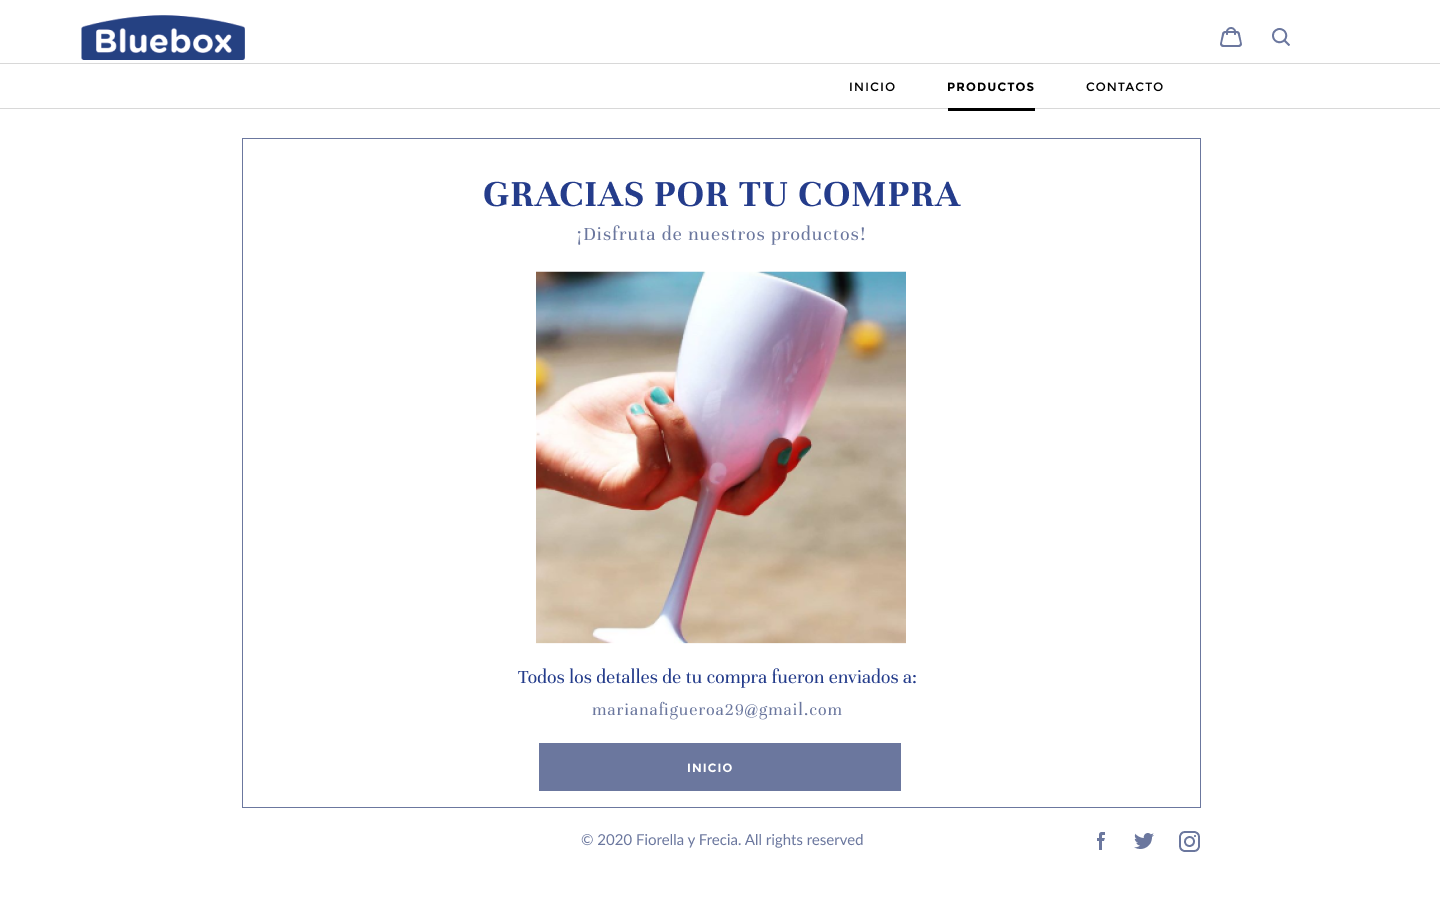 Bluebox
INICIO PRODUCTOS CONTACTO
GRACIAS POR TU COMPRA
¡Disfruta de nuestros productos!
Todos los detalles de tu compra fueron enviados a:
marianafigueroa29@gmail.com
INICIO
© 2020 Fiorella y Frecia. All rights reserved